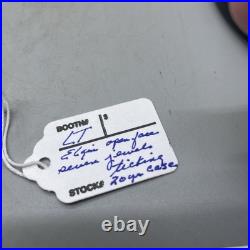 BOOTH# $
LT
Elgin open face
seven jewels
ticking
STOCK# 20yr case